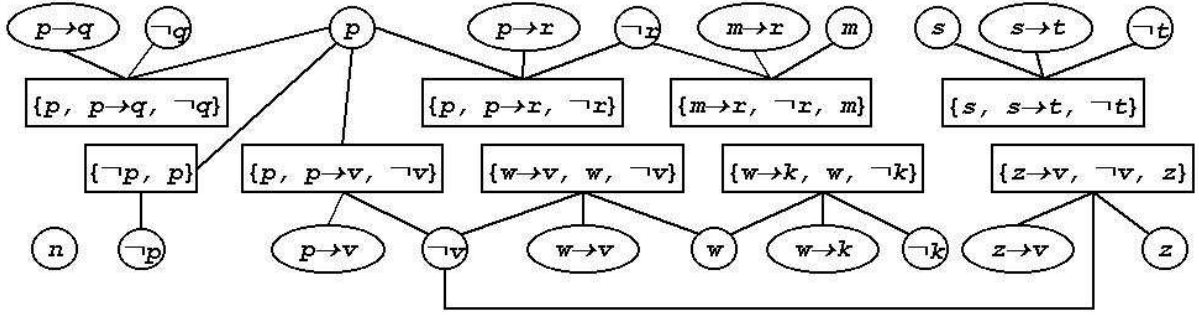 p→q ¬q p p→r ¬r m→r m s s→t ¬t
{p, p→q, ¬q} {p, p→r, ¬r} {m→r, ¬r, m} {s, s→t, ¬t}
{¬p, p} {p, p→v, ¬v} {w→v, w, ¬v} {w→k, w, ¬k} {z→v, ¬v, z}
n ¬p p→v ¬v w→v w w→k ¬k z→v z